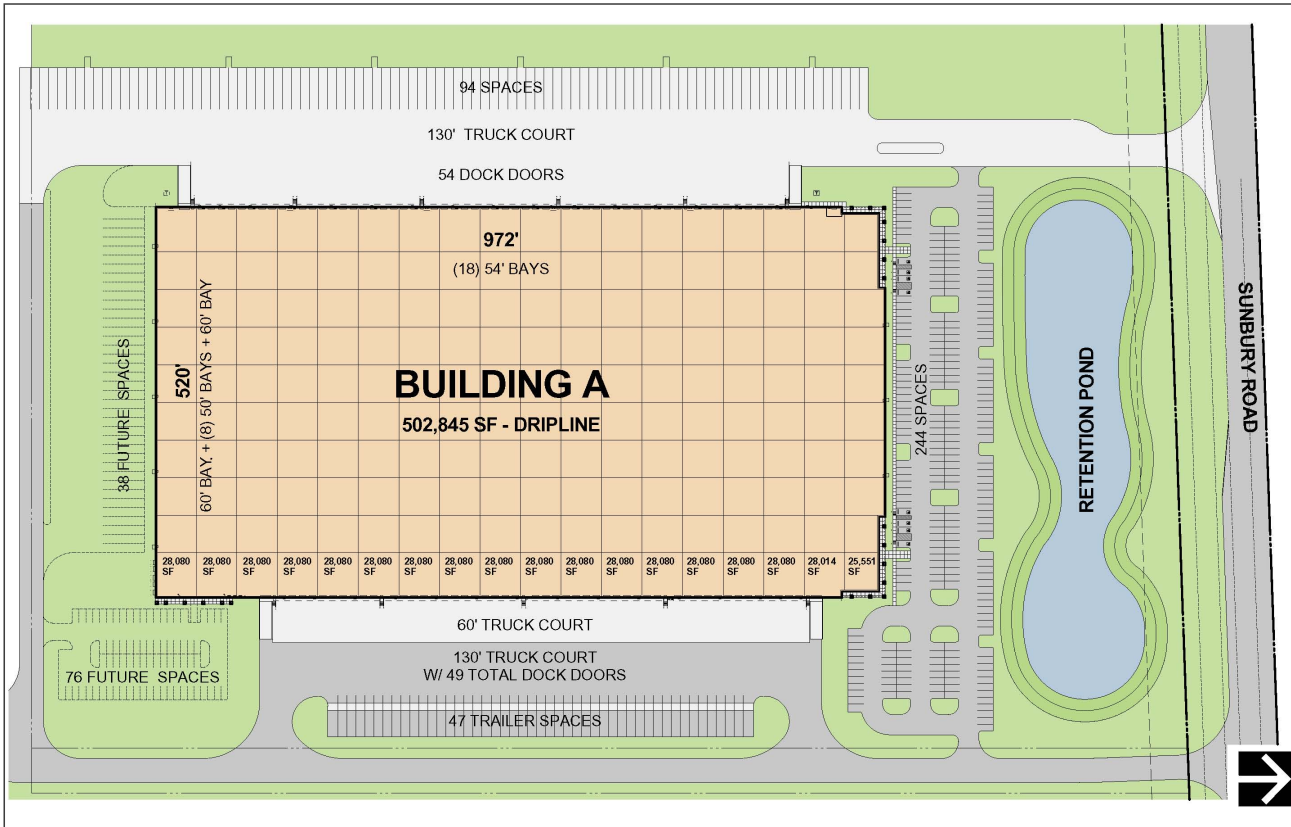 94 SPACES
130' TRUCK COURT
54 DOCK DOORS
972'
(18) 54' BAYS
520'
60' BAY. + (8) 50' BAYS + 60' BAY
38 FUTURE SPACES
BUILDING A
502,845 SF - DRIPLINE
244 SPACES
RETENTION POND
SUNBURY ROAD
28,080
SF
28,080
SF
28,080
SF
28,080
SF
28,080
SF
28,080
SF
28,080
SF
28,080
SF
28,080
SF
28,080
SF
28,080
SF
28,080
SF
28,080
SF
28,080
SF
28,080
SF
28,080
SF
28,014
SF
25,551
SF
60' TRUCK COURT
130' TRUCK COURT
W/ 49 TOTAL DOCK DOORS
76 FUTURE SPACES
47 TRAILER SPACES